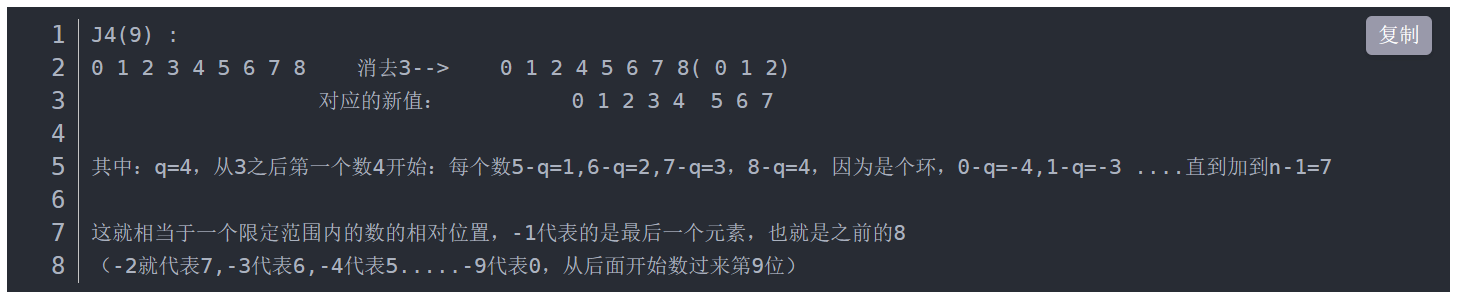 复制
1 J4(9) :
2 0 1 2 3 4 5 6 7 8    消去3-->    0 1 2 4 5 6 7 8( 0 1 2)
3                  对应的新值:           0 1 2 3 4  5 6 7
4
5 其中：q=4，从3之后第一个数4开始：每个数5-q=1,6-q=2,7-q=3，8-q=4，因为是个环，0-q=-4,1-q=-3 ....直到加到n-1=7
6
7 这就相当于一个限定范围内的数的相对位置，-1代表的是最后一个元素，也就是之前的8
8 （-2就代表7,-3代表6,-4代表5.....-9代表0，从后面开始数过来第9位）